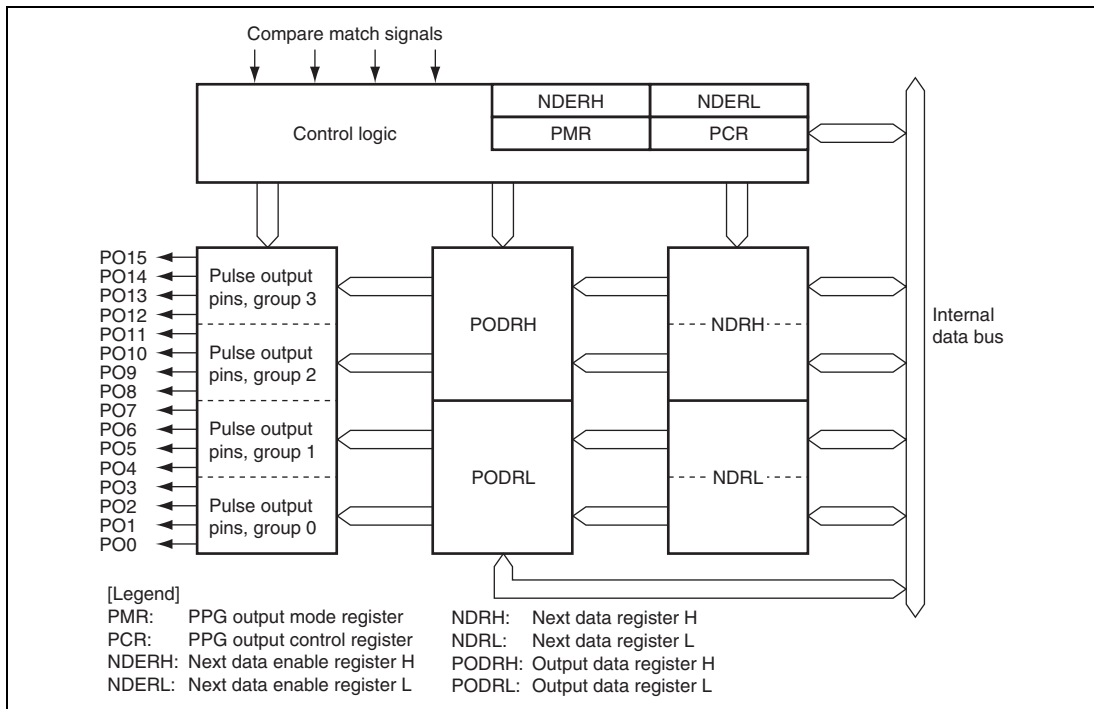 Compare match signals
NDERH NDERL
Control logic
PMR PCR
PO15
PO14
PO13
PO12
PO11
PO10
PO9
PO8
PO7
PO6
PO5
PO4
PO3
PO2
PO1
PO0
Pulse output
pins, group 3
Pulse output
pins, group 2
Pulse output
pins, group 1
Pulse output
pins, group 0
PODRH
PODRL
NDRH
NDRL
Internal
data bus
[Legend]
PMR: PPG output mode register
PCR: PPG output control register
NDERH: Next data enable register H
NDERL: Next data enable register L
NDRH: Next data register H
NDRL: Next data register L
PODRH: Output data register H
PODRL: Output data register L